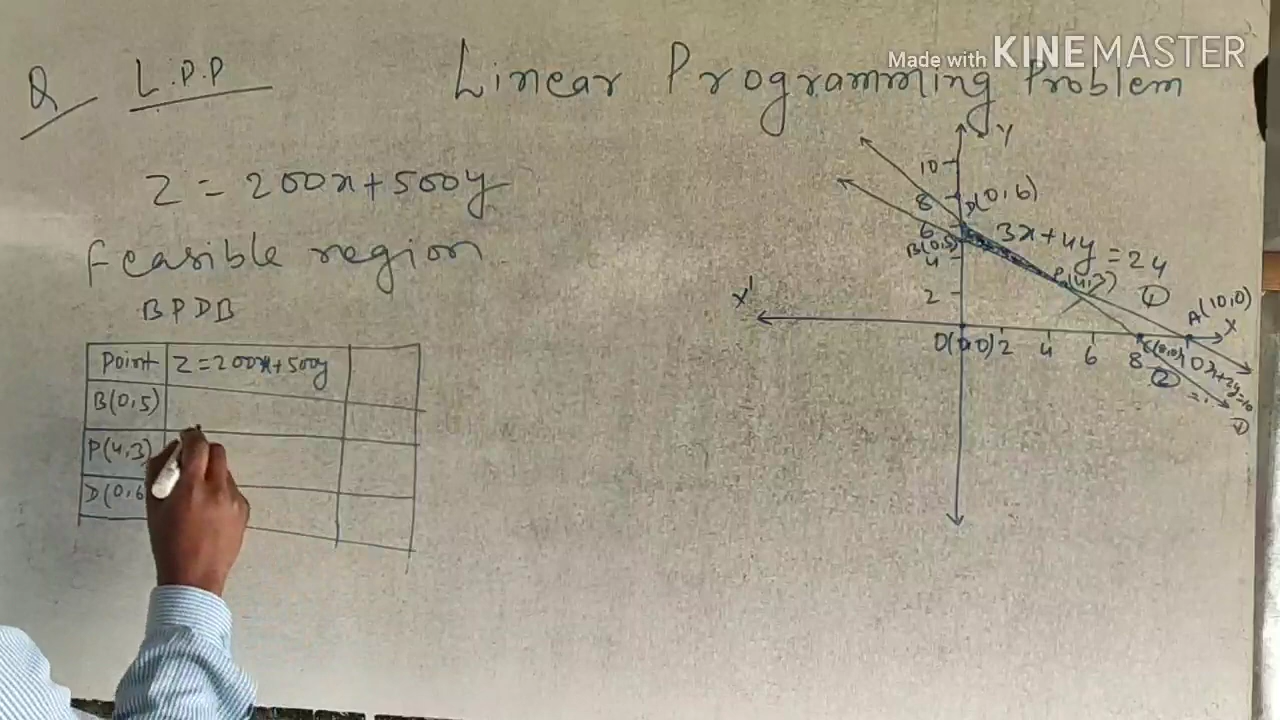 Made with KINEMASTER
Q L.P.P Linear Programming Problem
Z = 200x + 500y
Feasible region
BPDB
Point Z = 200x + 500y
B(0,5)
P(4,3)
D(0,6
Y
10
8 D(0,6)
6 3x + 4y = 24
B(0,5)
4
2
X'
A(10,0)
X
O(0,0) 2 4 6 8